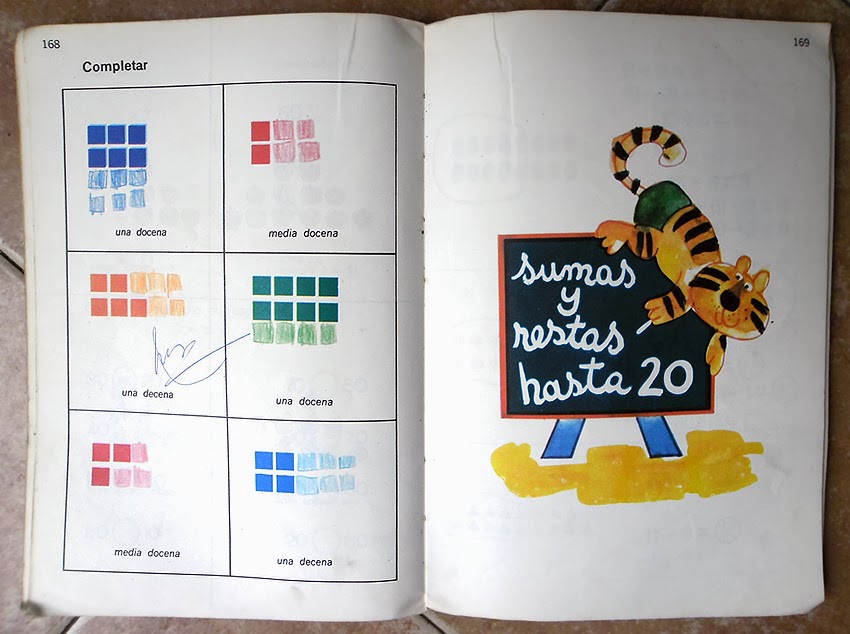 168
Completar
una docena
media docena
una decena
una docena
media docena
una decena
169
sumas
y
restas
hasta 20